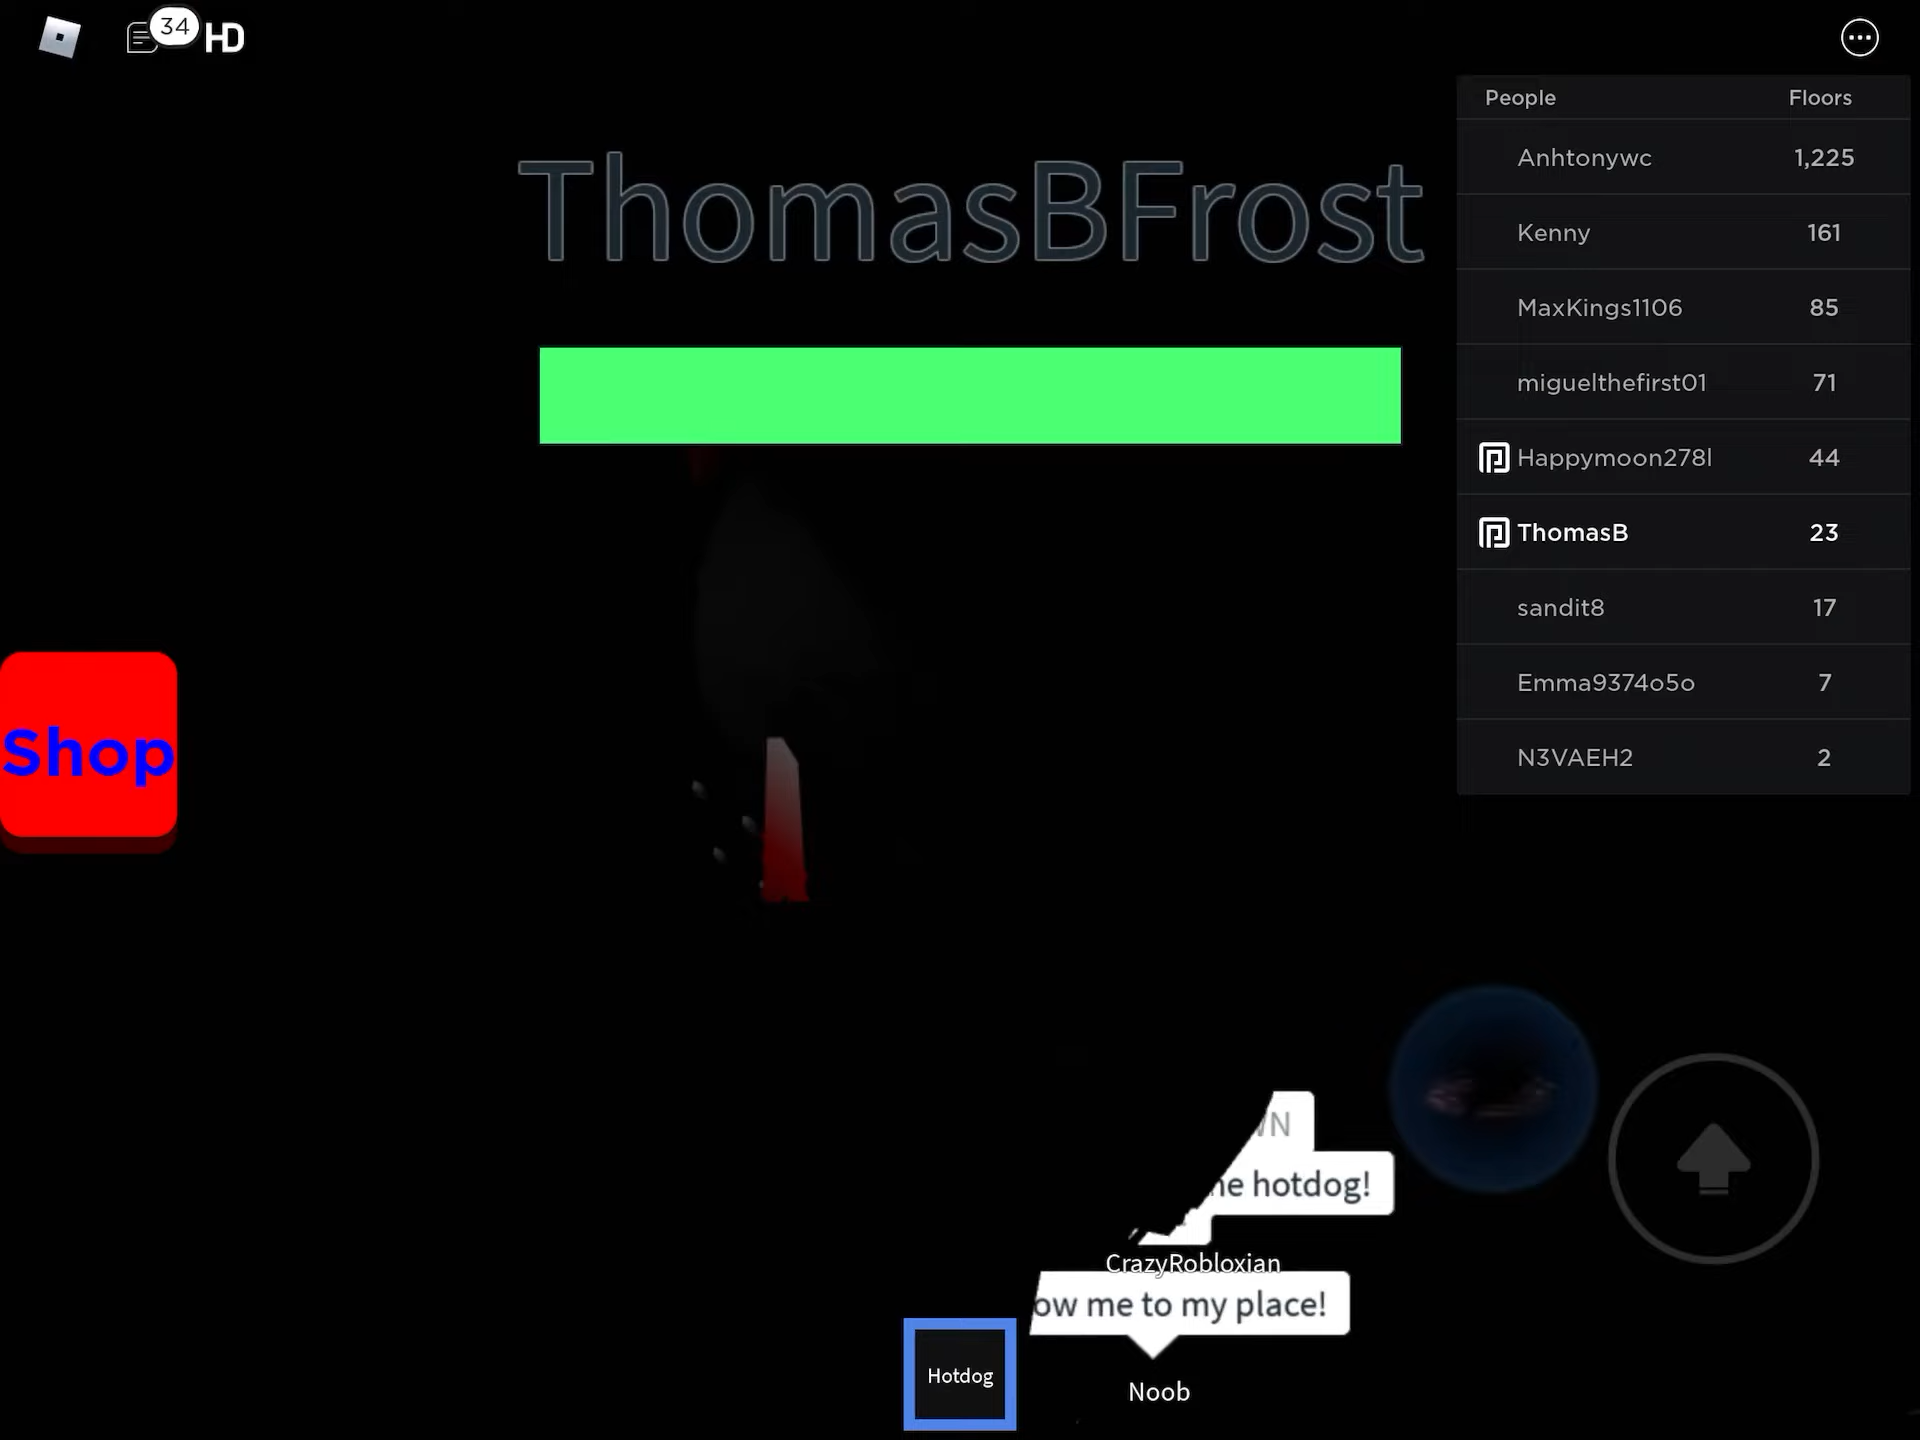 34 HD
ThomasBFrost
People Floors
Anhtonywc 1,225
Kenny 161
MaxKings1106 85
miguelthefirst01 71
Happymoon278l 44
ThomasB 23
sandit8 17
Emma9374o5o 7
N3VAEH2 2
Shop
hotdog!
CrazyRobloxian
me to my place!
Hotdog
Noob